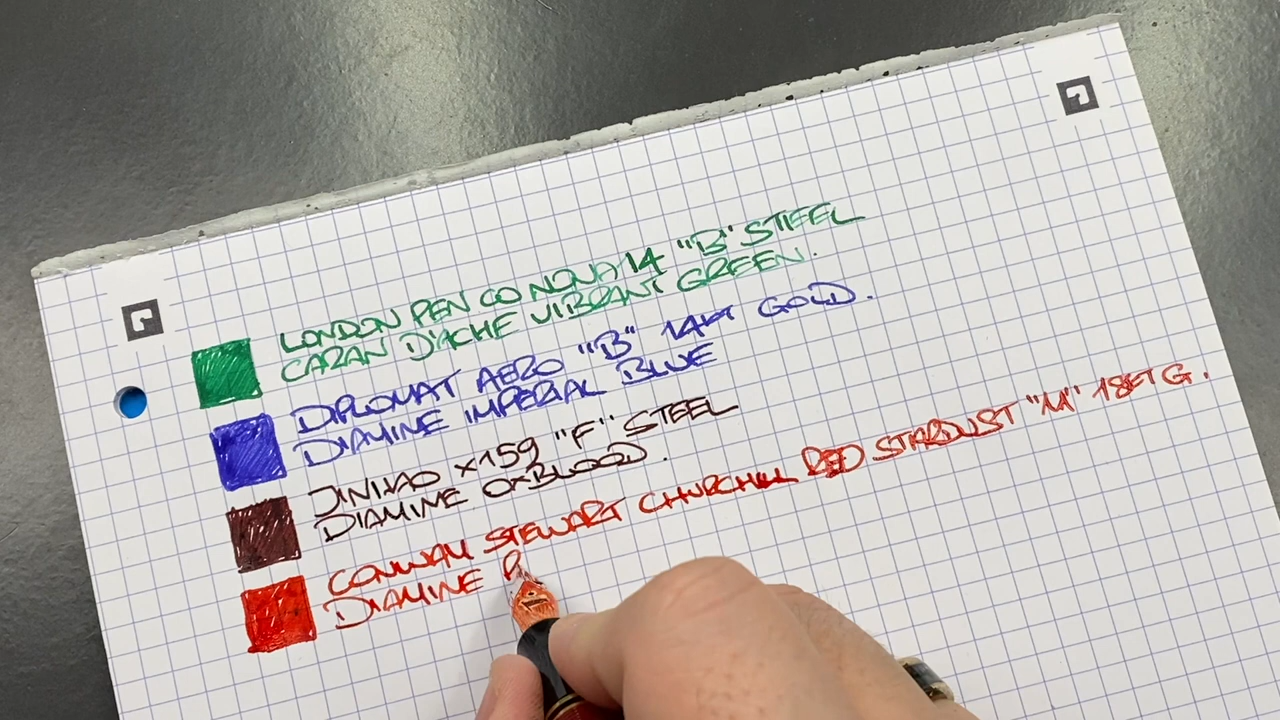 LONDON PEN CO NOVA 14 "B" STEEL
CARAN D'ACHE VIBRANT GREEN.
DIPLOMAT AERO "B" 14KT GOLD.
DIAMINE IMPERIAL BLUE
JINHAO X159 "F" STEEL
DIAMINE OXBLOOD.
CONWAY STEWART CHURCHILL RED STARDUST "M" 18KT G.
DIAMINE